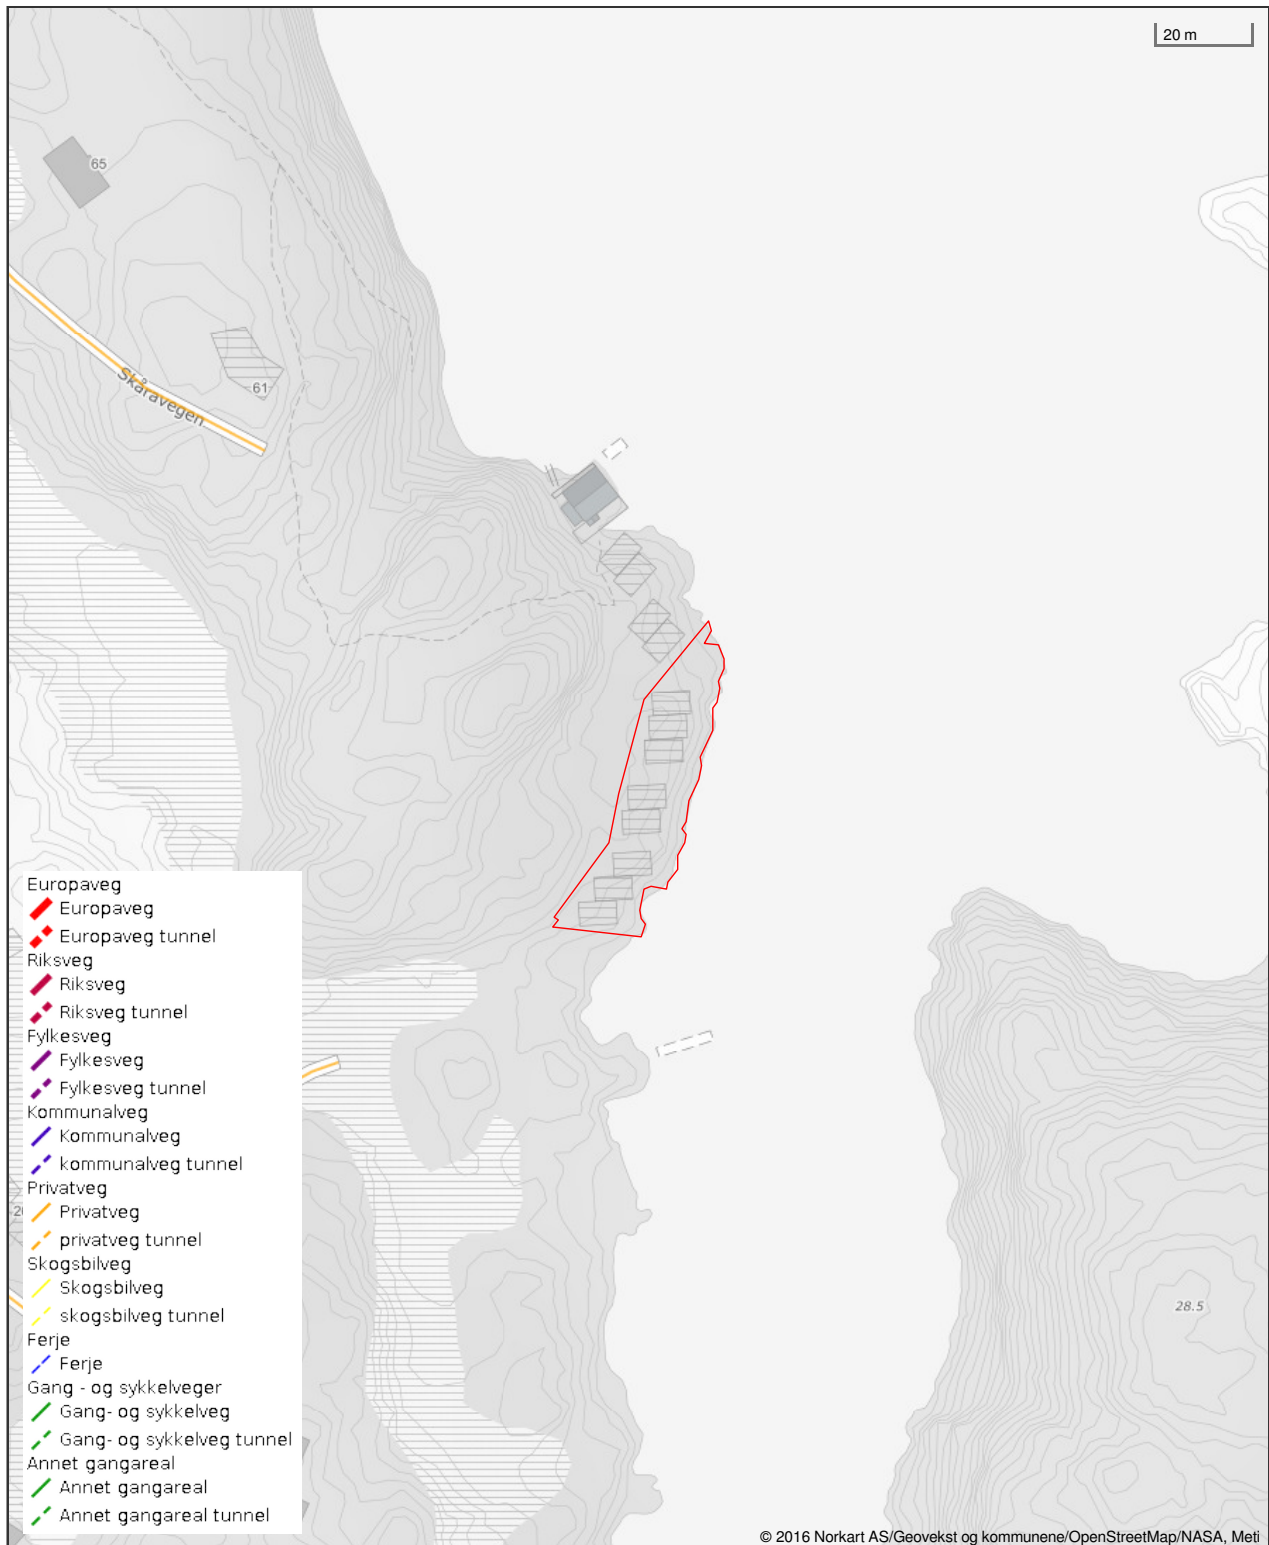 20 m
65
61
Skåravegen
Europaveg
Europaveg
Europaveg tunnel
Riksveg
Riksveg
Riksveg tunnel
Fylkesveg
Fylkesveg
Fylkesveg tunnel
Kommunalveg
Kommunalveg
kommunalveg tunnel
Privatveg
Privatveg
privatveg tunnel
Skogsbilveg
Skogsbilveg
skogsbilveg tunnel
Ferje
Ferje
Gang - og sykkelveger
Gang- og sykkelveg
Gang- og sykkelveg tunnel
Annet gangareal
Annet gangareal
Annet gangareal tunnel
28.5
© 2016 Norkart AS/Geovekst og kommunene/OpenStreetMap/NASA, Meti